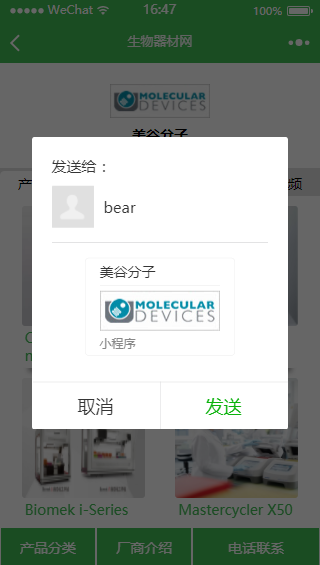 WeChat 16:47 100%
生物器材网
MOLECULAR
DEVICES
美谷分子
产 频
发送给：
bear
美谷分子
MOLECULAR
DEVICES
小程序
取消 发送
Biomek i-Series Mastercycler X50
产品分类 厂商介绍 电话联系